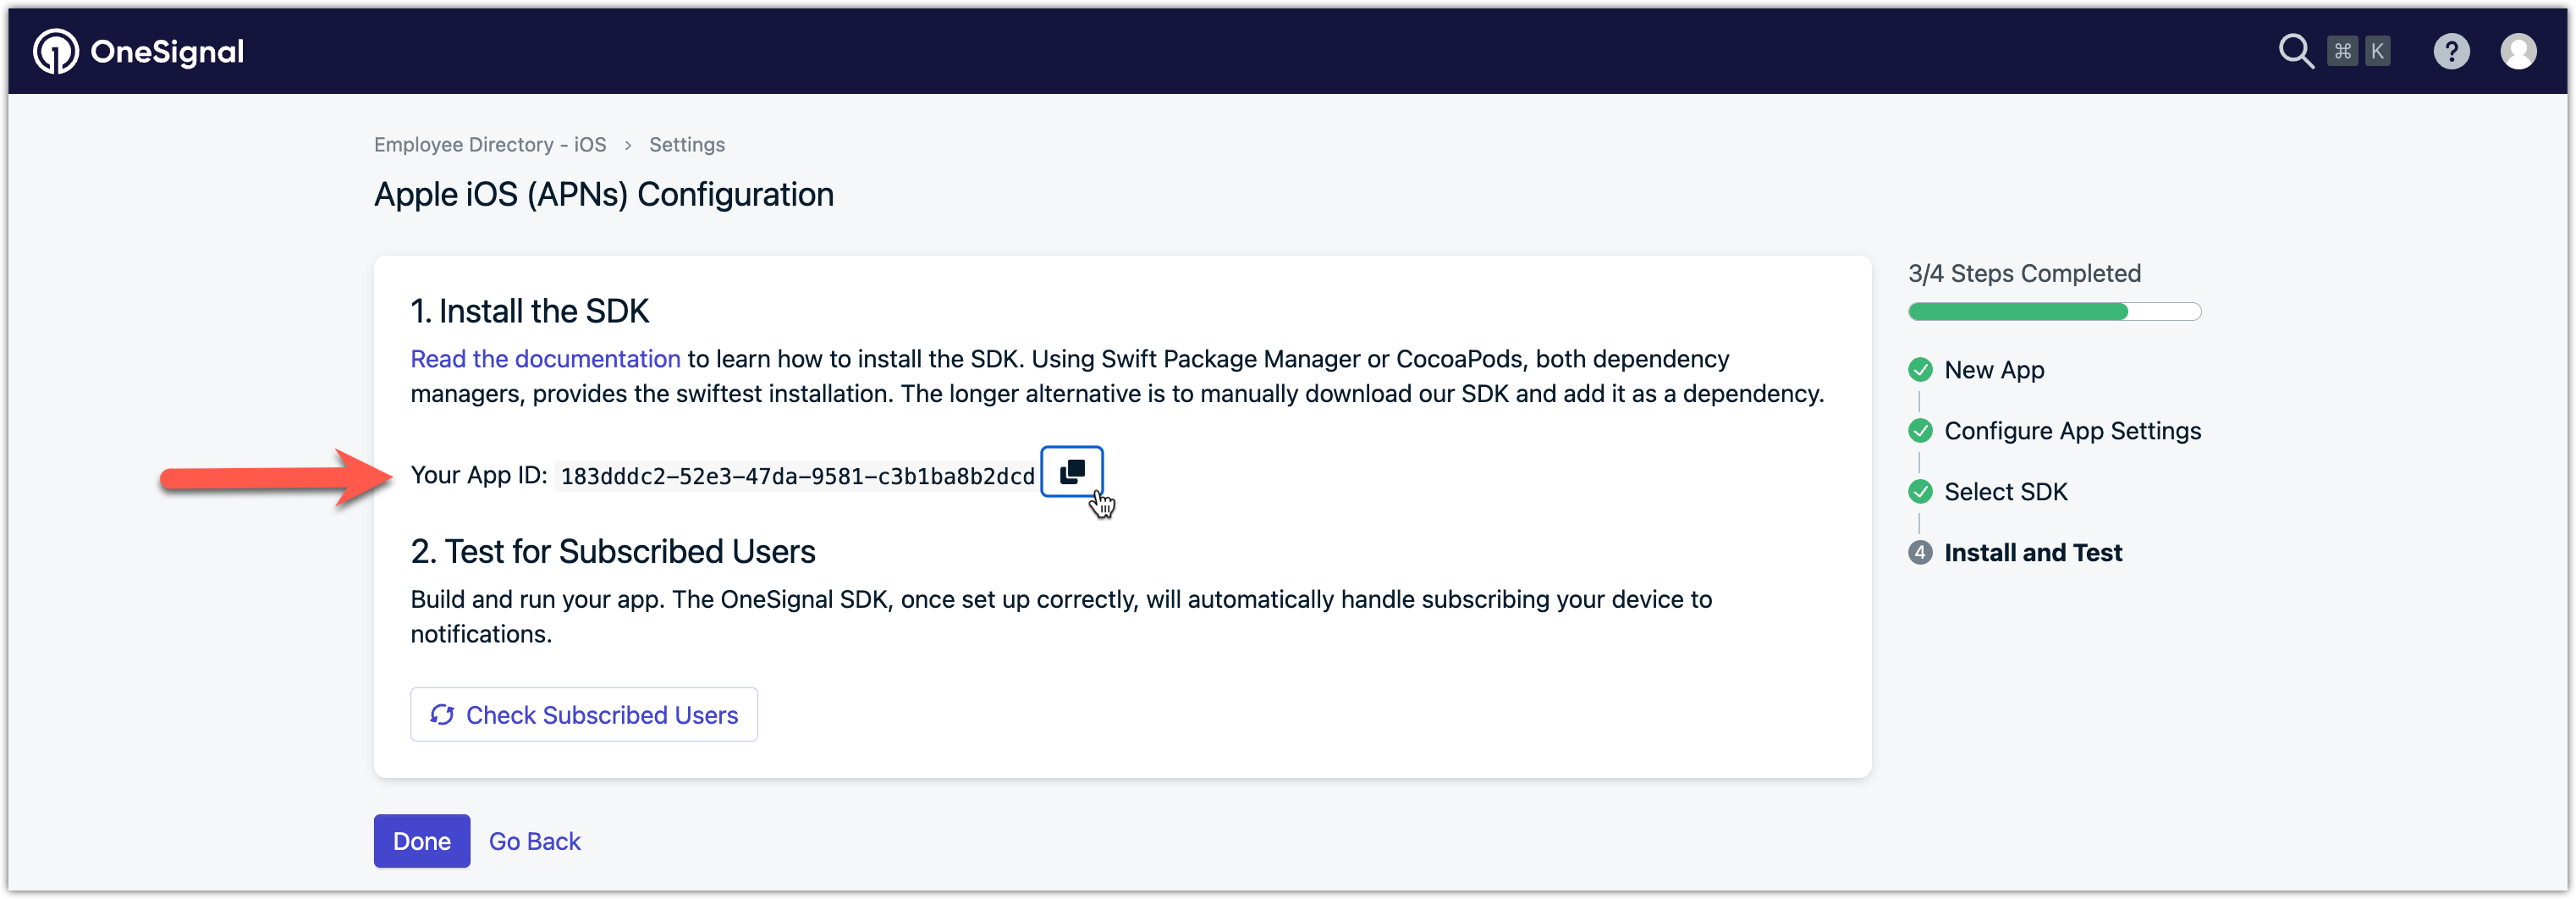 OneSignal
⌘ K ?
Employee Directory - iOS > Settings
Apple iOS (APNs) Configuration
1. Install the SDK
Read the documentation to learn how to install the SDK. Using Swift Package Manager or CocoaPods, both dependency
managers, provides the swiftest installation. The longer alternative is to manually download our SDK and add it as a dependency.
Your App ID: 183dddc2-52e3-47da-9581-c3b1ba8b2dcd
2. Test for Subscribed Users
Build and run your app. The OneSignal SDK, once set up correctly, will automatically handle subscribing your device to
notifications.
Check Subscribed Users
Done Go Back
3/4 Steps Completed
New App
Configure App Settings
Select SDK
4 Install and Test